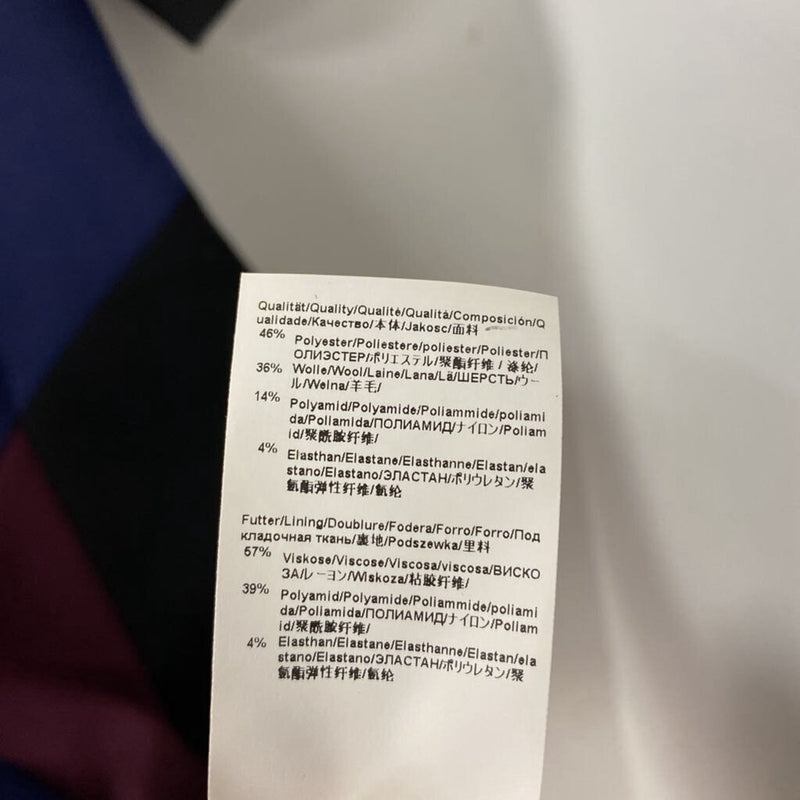 Qualität/Quality/Qualité/Qualità/Composición/Q
ualidade/Качество/本体/Jakosc/面料
46% Polyester/Poliestere/poliester/Poliester/П
ОЛИЭСТЕР/ポリエステル/聚酯纤维 / 涤纶/
36% Wolle/Wool/Laine/Lana/Lã/ШЕРСТЬ/ウー
ル/Welna/羊毛/
14% Polyamid/Polyamide/Poliammide/poliami
da/Poliamida/ПОЛИАМИД/ナイロン/Poliam
id/聚酰胺纤维/
4% Elasthan/Elastane/Elasthanne/Elastan/ela
stano/Elastano/ЭЛАСТАН/ポリウレタン/聚
氨酯弹性纤维/氨纶
Futter/Lining/Doublure/Fodera/Forro/Forro/Под
кладочная ткань/裏地/Podszewka/里料
57% Viskose/Viscose/Viscosa/viscosa/ВИСКО
ЗА/レーヨン/Wiskoza/粘胶纤维/
39% Polyamid/Polyamide/Poliammide/poliami
da/Poliamida/ПОЛИАМИД/ナイロン/Poliam
id/聚酰胺纤维/
4% Elasthan/Elastane/Elasthanne/Elastan/ela
stano/Elastano/ЭЛАСТАН/ポリウレタン/聚
氨酯弹性纤维/氨纶